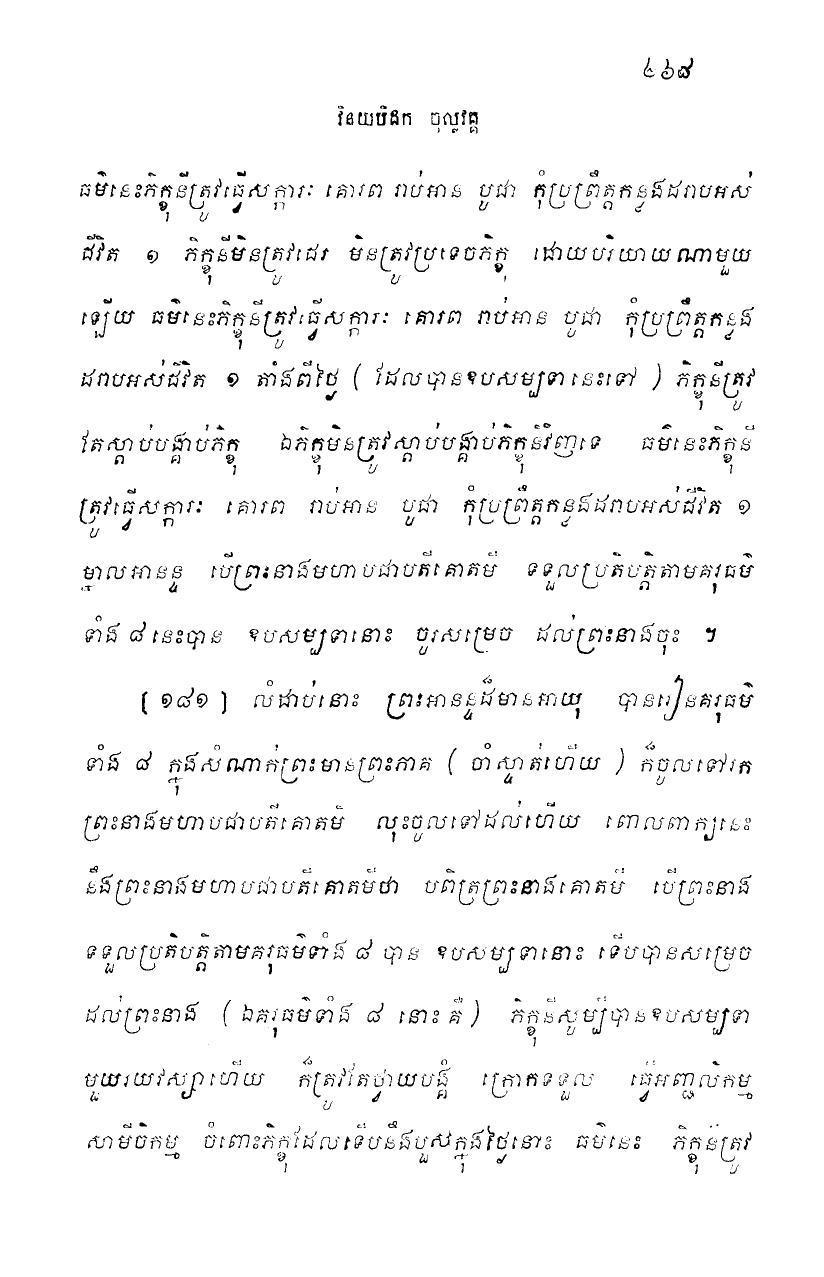 ៤៦៨
វិនយបិដក ចុល្លវគ្គ
ធម៌នេះភិក្ខុនីត្រូវធ្វើសក្ការៈ គោរព រាប់អាន បូជា កុំប្រព្រឹត្តកន្លងដរាបអស់
ជីវិត ១ ភិក្ខុនីមិនត្រូវជេរ មិនត្រូវប្រទេចភិក្ខុ ដោយបរិយាយណាមួយ
ឡើយ ធម៌នេះភិក្ខុនីត្រូវធ្វើសក្ការៈ គោរព រាប់អាន បូជា កុំប្រព្រឹត្តកន្លង
ដរាបអស់ជីវិត ១ តាំងពីថ្ងៃ ( ដែលបានឧបសម្បទានេះទៅ ) ភិក្ខុនីត្រូវ
តែស្តាប់បង្គាប់ភិក្ខុ ឯភិក្ខុមិនត្រូវស្តាប់បង្គាប់ភិក្ខុនីវិញទេ ធម៌នេះភិក្ខុនី
ត្រូវធ្វើសក្ការៈ គោរព រាប់អាន បូជា កុំប្រព្រឹត្តកន្លងដរាបអស់ជីវិត ១
ម្នាលអានន្ទ បើព្រះនាងមហាបជាបតីគោតមី ទទួលប្រតិបត្តិតាមគរុធម៌
ទាំង ៨ នេះបាន ឧបសម្បទានោះ ចូរសម្រេច ដល់ព្រះនាងចុះ ។
[ ១៨១ ] លំដាប់នោះ ព្រះអានន្ទដ៏មានអាយុ បានរៀនគរុធម៌
ទាំង ៨ ក្នុងសំណាក់ព្រះមានព្រះភាគ ( ចាំស្ទាត់ហើយ ) ក៏ចូលទៅរក
ព្រះនាងមហាបជាបតីគោតមី លុះចូលទៅដល់ហើយ ពោលពាក្យនេះ
នឹងព្រះនាងមហាបជាបតីគោតមីថា បពិត្រព្រះនាងគោតមី បើព្រះនាង
ទទួលប្រតិបត្តិតាមគរុធម៌ទាំង ៨ បាន ឧបសម្បទានោះ ទើបបានសម្រេច
ដល់ព្រះនាង ( ឯគរុធម៌ទាំង ៨ នោះ គឺ ) ភិក្ខុនីសូម្បីបានឧបសម្បទា
មួយរយវស្សាហើយ ក៏ត្រូវតែថ្វាយបង្គំ ក្រោកទទួល ធ្វើអញ្ជលិកម្ម
សាមីចិកម្ម ចំពោះភិក្ខុដែលទើបនឹងបួសក្នុងថ្ងៃនោះ ធម៌នេះ ភិក្ខុនីត្រូវ